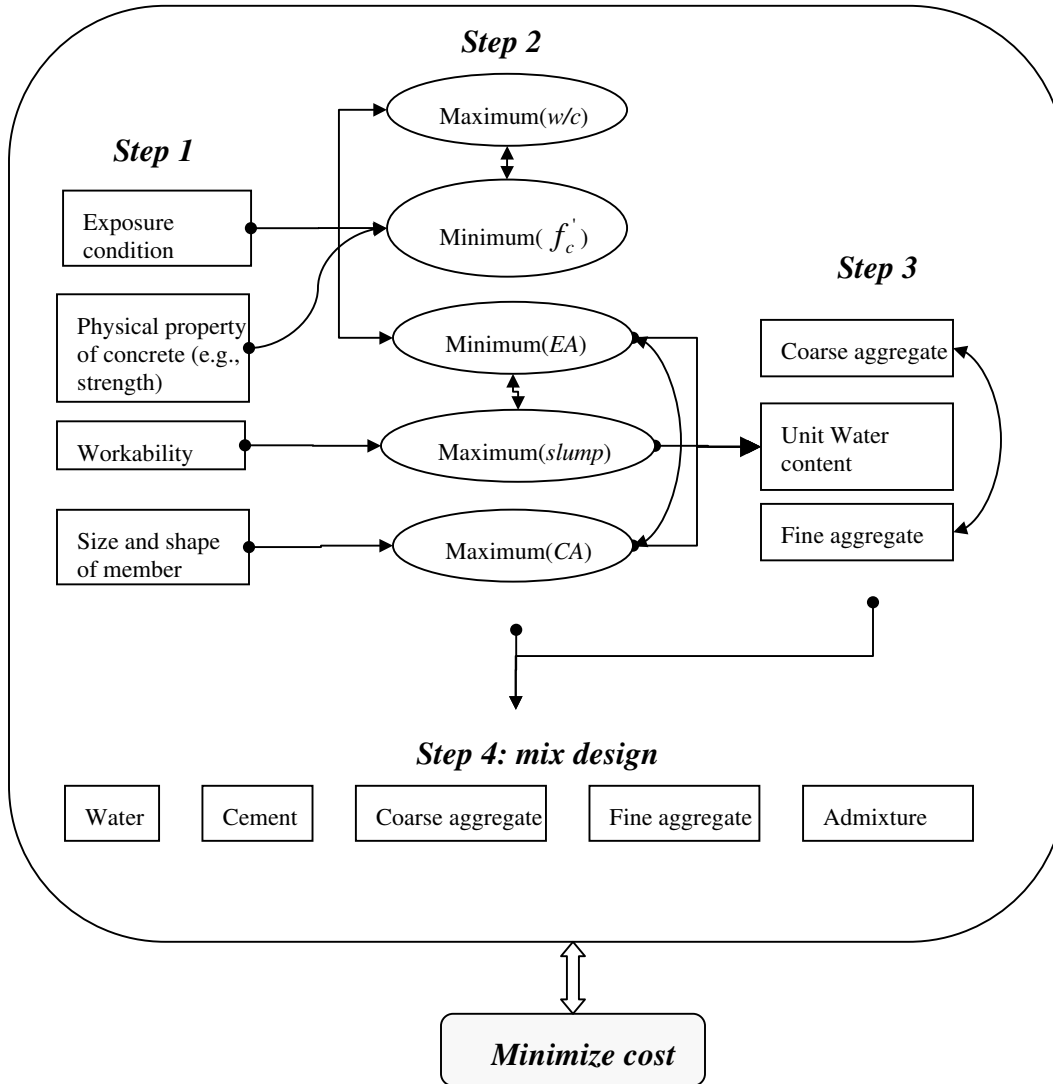 Step 2
Maximum(w/c)
Step 1
Exposure
condition
Minimum( f'c )
Step 3
Physical property
of concrete (e.g.,
strength)
Minimum(EA)
Coarse aggregate
Workability
Maximum(slump)
Unit Water
content
Size and shape
of member
Maximum(CA)
Fine aggregate
Step 4: mix design
Water
Cement
Coarse aggregate
Fine aggregate
Admixture
Minimize cost